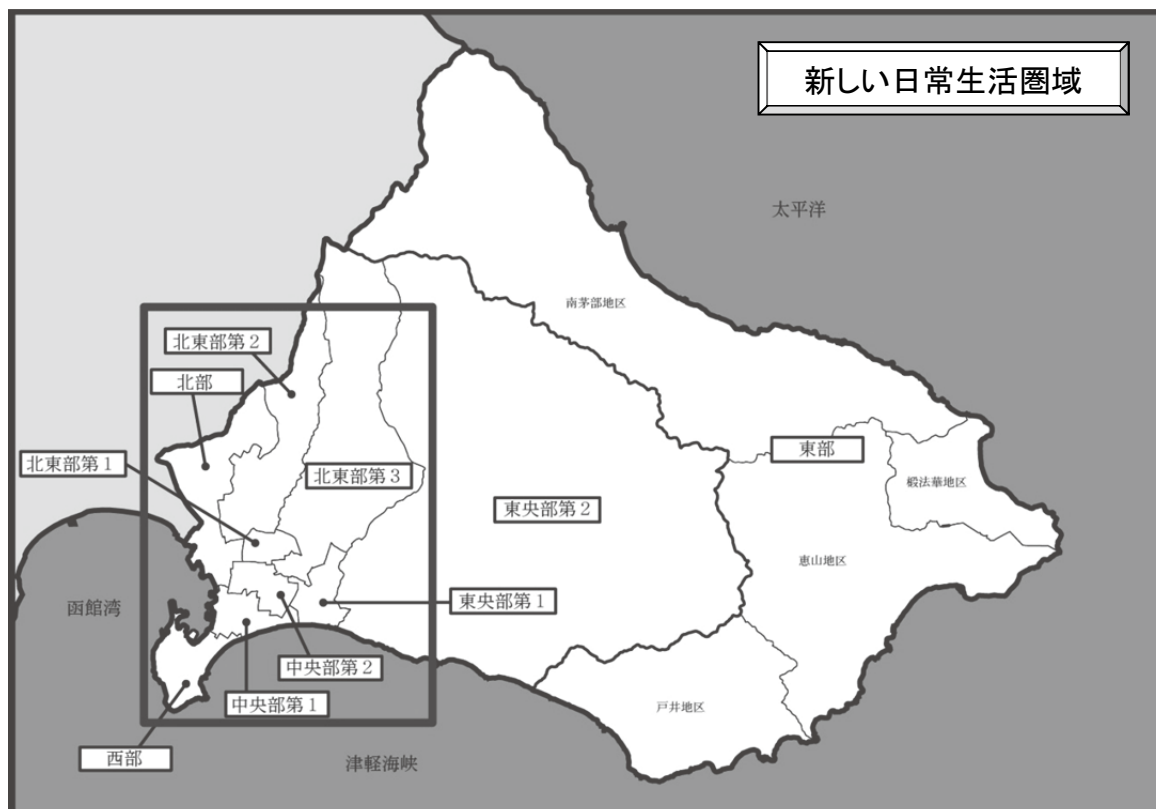 新しい日常生活圏域
太平洋
南茅部地区
北東部第２
北部
北東部第１
北東部第３
東部
椴法華地区
東央部第２
恵山地区
函館湾
東央部第１
中央部第２
中央部第１
戸井地区
西部
津軽海峡